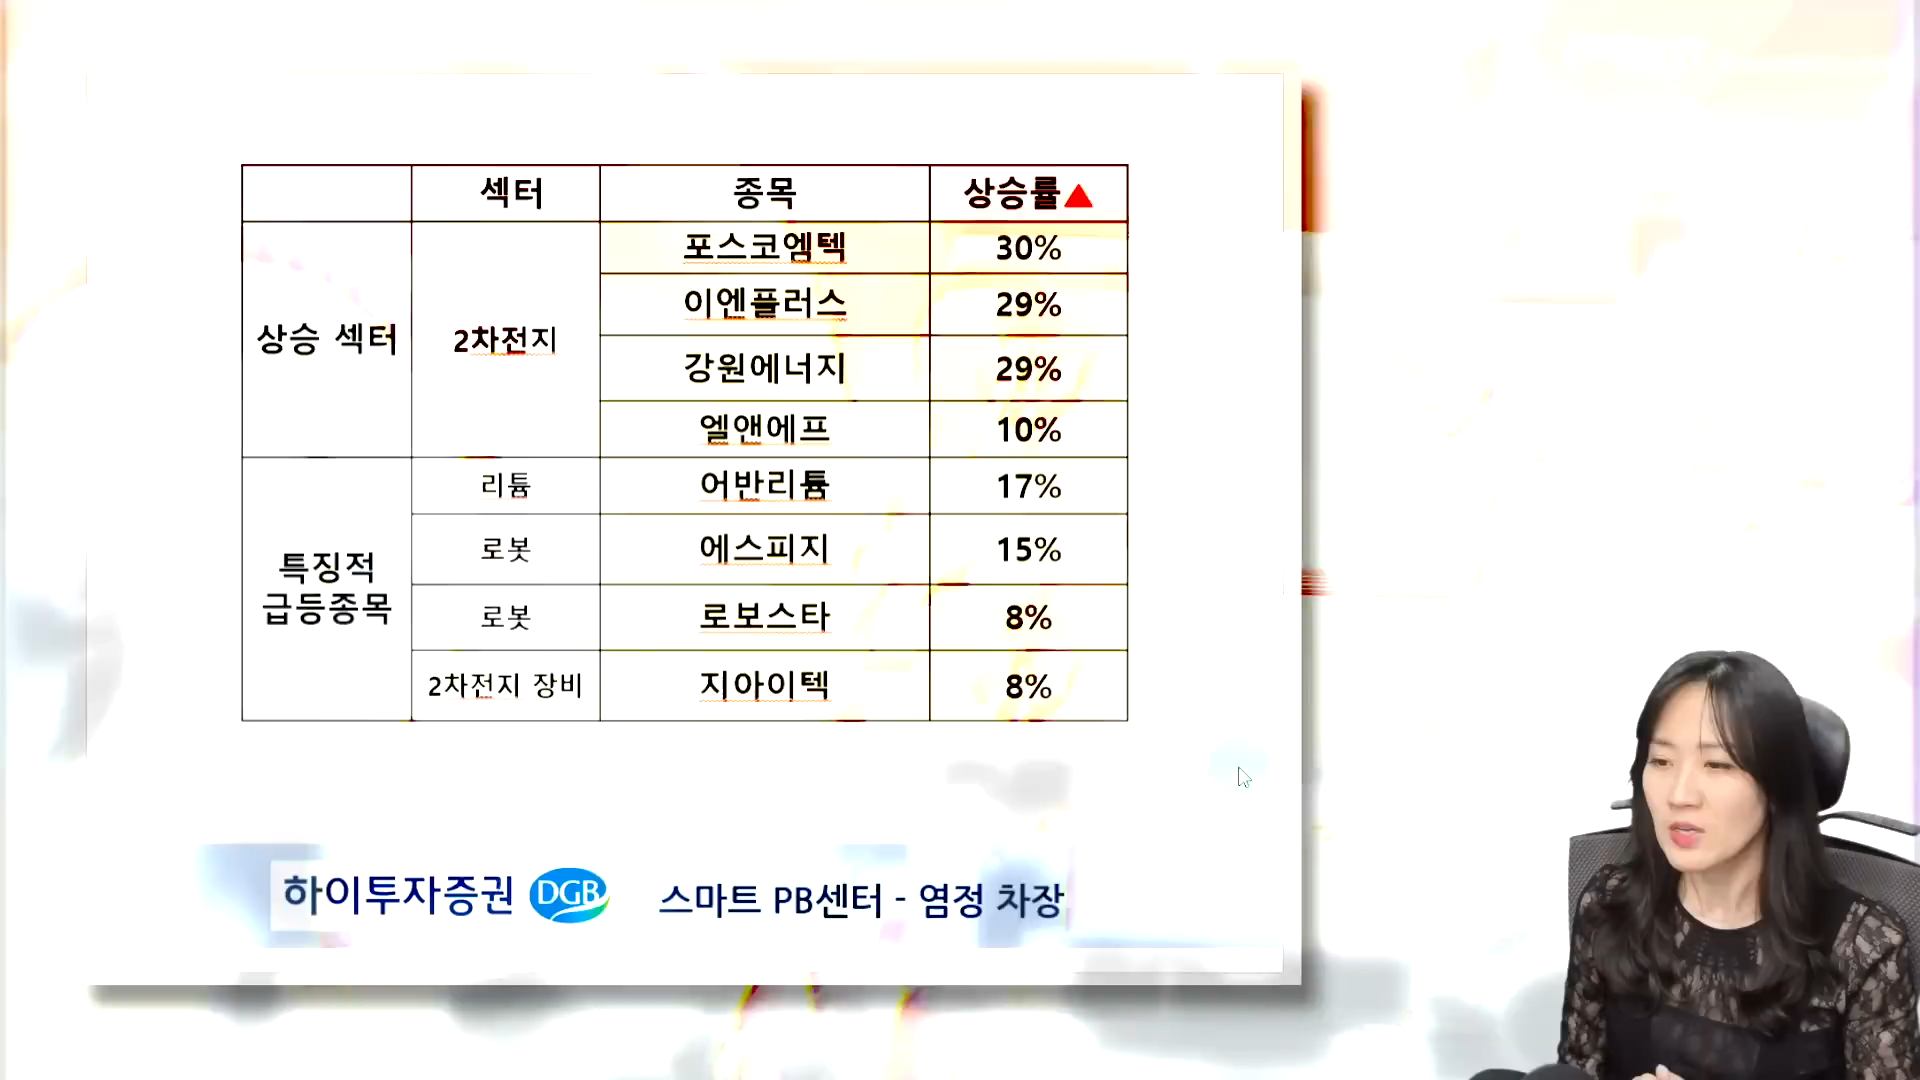 섹터 종목 상승률▲
상승 섹터 2차전지 포스코엠텍 30%
이엔플러스 29%
강원에너지 29%
엘앤에프 10%
특징적
급등종목
리튬 어반리튬 17%
로봇 에스피지 15%
로봇 로보스타 8%
2차전지 장비 지아이텍 8%
하이투자증권 DGB 스마트 PB센터 - 염정 차장